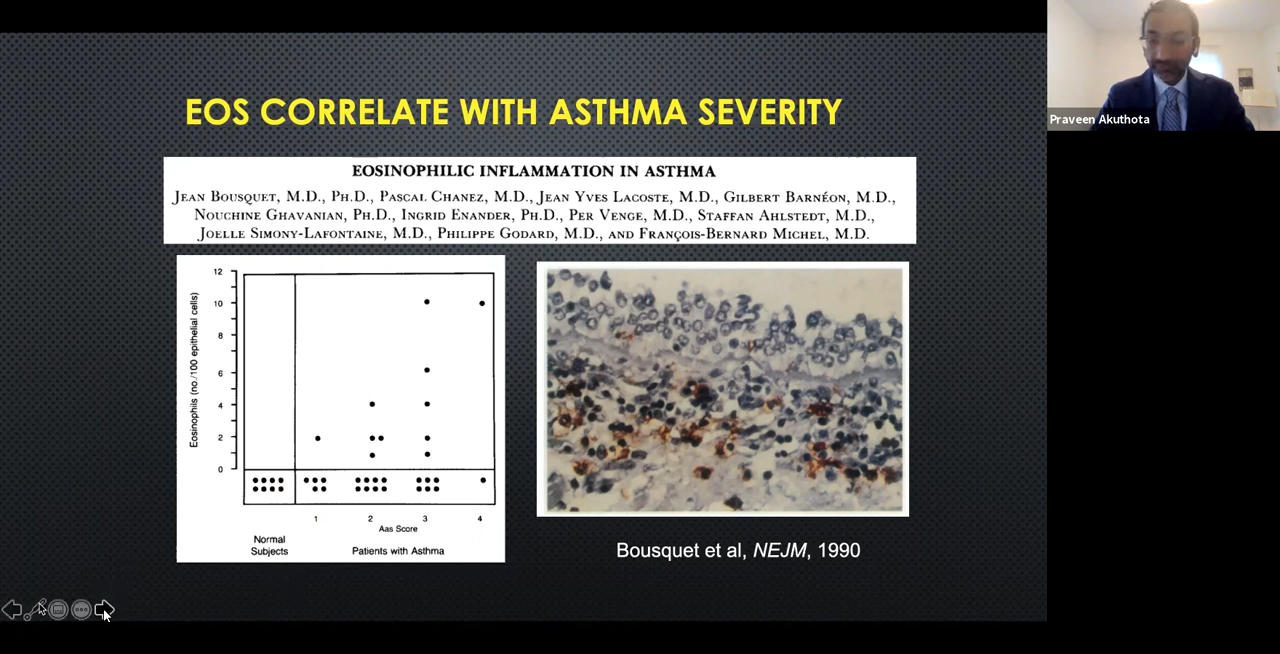 EOS CORRELATE WITH ASTHMA SEVERITY
Praveen Akuthota
EOSINOPHILIC INFLAMMATION IN ASTHMA
JEAN BOUSQUET, M.D., PH.D., PASCAL CHANEZ, M.D., JEAN YVES LACOSTE, M.D., GILBERT BARNÉON, M.D.,
NOUCHINE GHAVANIAN, PH.D., INGRID ENANDER, PH.D., PER VENGE, M.D., STAFFAN AHLSTEDT, M.D.,
JOELLE SIMONY-LAFONTAINE, M.D., PHILIPPE GODARD, M.D., AND FRANÇOIS-BERNARD MICHEL, M.D.
Eosinophils (no./100 epithelial cells)
12
10
8
6
4
2
0
1 2 3 4
Aas Score
Normal Subjects
Patients with Asthma
Bousquet et al, NEJM, 1990